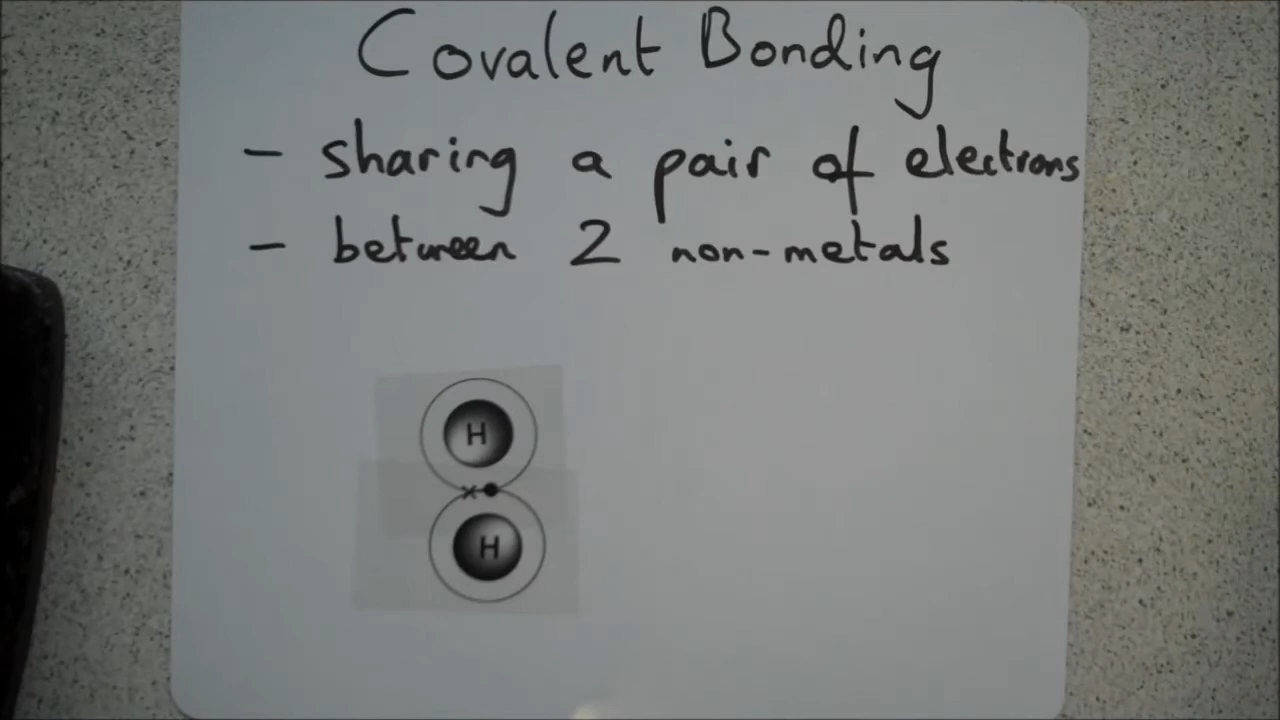 Covalent Bonding
- sharing a pair of electrons
- between 2 non-metals
H
H